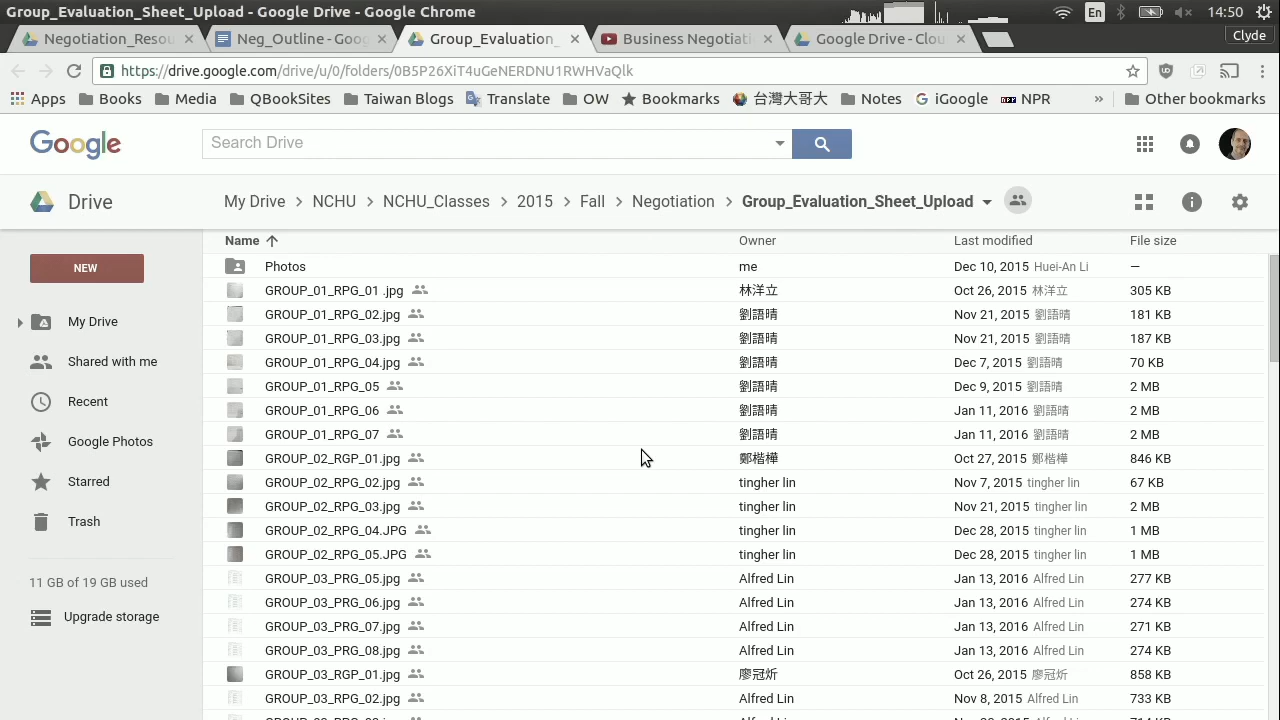 Group_Evaluation_Sheet_Upload - Google Drive - Google Chrome En 14:50
Negotiation_Resou Neg_Outline - Goog Group_Evaluation_ Business Negotiati Google Drive - Clou Clyde
https://drive.google.com/drive/u/0/folders/0B5P26XiT4uGeNERDNU1RWHVaQlk
Apps Books Media QBookSites Taiwan Blogs Translate OW Bookmarks 台灣大哥大 Notes iGoogle NPR » Other bookmarks
Google Search Drive
Drive My Drive > NCHU > NCHU_Classes > 2015 > Fall > Negotiation > Group_Evaluation_Sheet_Upload
Name Owner Last modified File size
NEW
My Drive
Shared with me
Recent
Google Photos
Starred
Trash
11 GB of 19 GB used
Upgrade storage
Photos me Dec 10, 2015 Huei-An Li —
GROUP_01_RPG_01 .jpg 林洋立 Oct 26, 2015 林洋立 305 KB
GROUP_01_RPG_02.jpg 劉語晴 Nov 21, 2015 劉語晴 181 KB
GROUP_01_RPG_03.jpg 劉語晴 Nov 21, 2015 劉語晴 187 KB
GROUP_01_RPG_04.jpg 劉語晴 Dec 7, 2015 劉語晴 70 KB
GROUP_01_RPG_05 劉語晴 Dec 9, 2015 劉語晴 2 MB
GROUP_01_RPG_06 劉語晴 Jan 11, 2016 劉語晴 2 MB
GROUP_01_RPG_07 劉語晴 Jan 11, 2016 劉語晴 2 MB
GROUP_02_RGP_01.jpg 鄭楷樺 Oct 27, 2015 鄭楷樺 846 KB
GROUP_02_RPG_02.jpg tingher lin Nov 7, 2015 tingher lin 67 KB
GROUP_02_RPG_03.jpg tingher lin Nov 21, 2015 tingher lin 2 MB
GROUP_02_RPG_04.JPG tingher lin Dec 28, 2015 tingher lin 1 MB
GROUP_02_RPG_05.JPG tingher lin Dec 28, 2015 tingher lin 1 MB
GROUP_03_PRG_05.jpg Alfred Lin Jan 13, 2016 Alfred Lin 277 KB
GROUP_03_PRG_06.jpg Alfred Lin Jan 13, 2016 Alfred Lin 274 KB
GROUP_03_PRG_07.jpg Alfred Lin Jan 13, 2016 Alfred Lin 271 KB
GROUP_03_PRG_08.jpg Alfred Lin Jan 13, 2016 Alfred Lin 274 KB
GROUP_03_RGP_01.jpg 廖冠炘 Oct 26, 2015 廖冠炘 858 KB
GROUP_03_RPG_02.jpg Alfred Lin Nov 8, 2015 Alfred Lin 733 KB